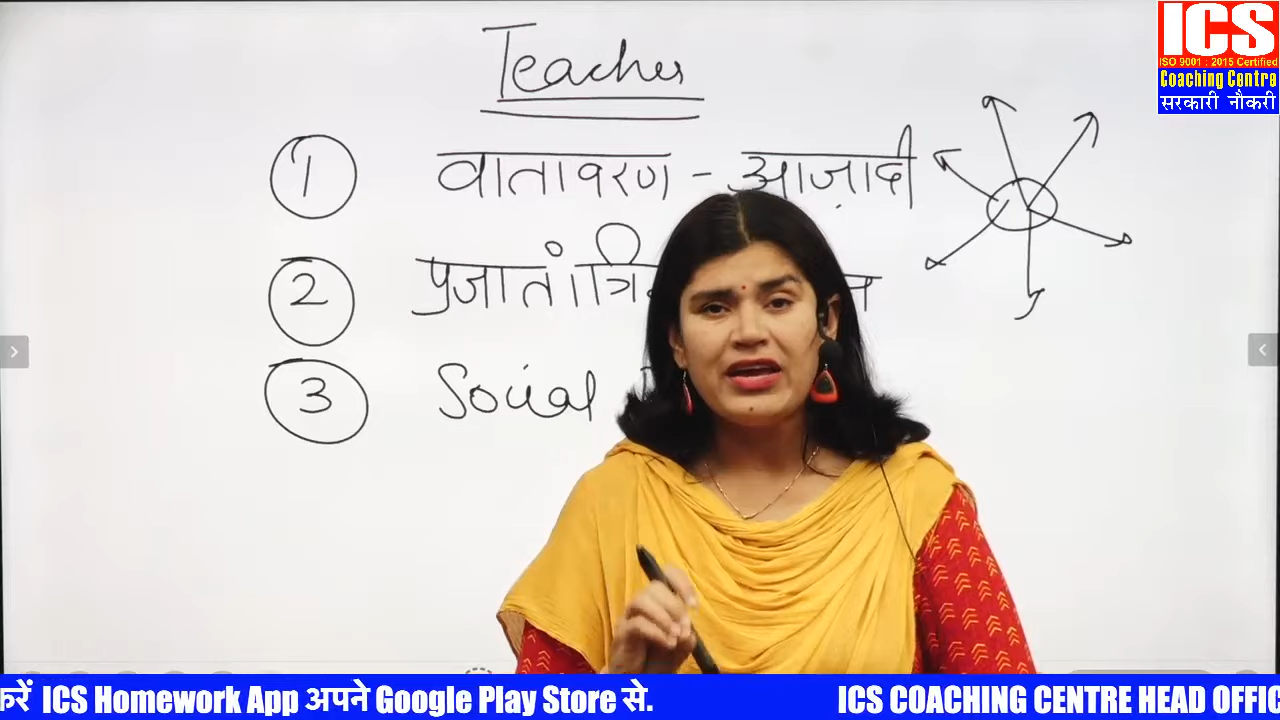 Teacher
ICS
ISO 9001 : 2015 Certified
Coaching Centre
सरकारी नौकरी
1 वातावरण - आज़ादी
2
3 Social
करें ICS Homework App अपने Google Play Store से.
ICS COACHING CENTRE HEAD OFFIC